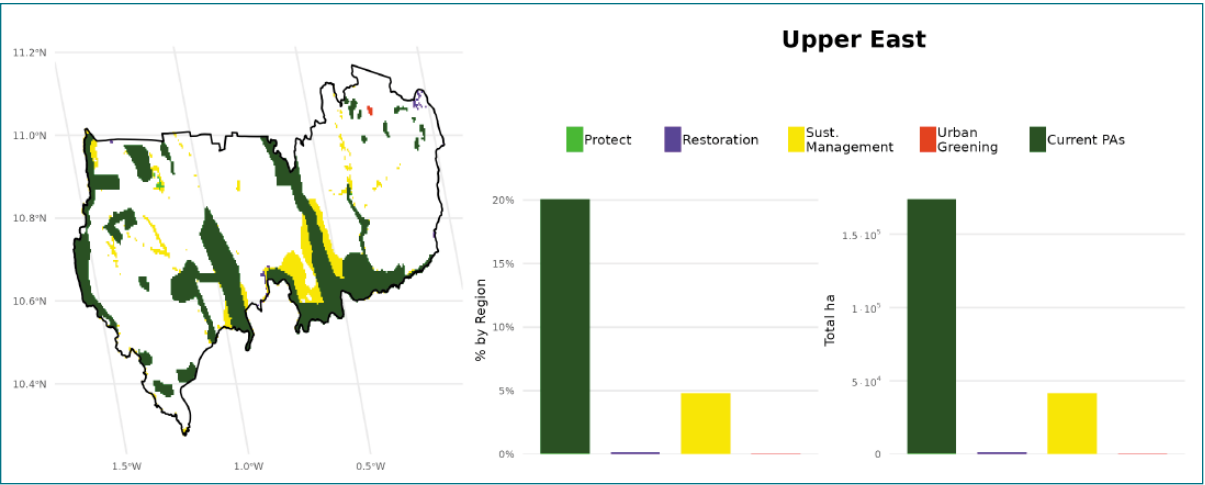 Upper East
Protect
Restoration
Sust.
Management
Urban
Greening
Current PAs
11.2°N
11.0°N
10.8°N
10.6°N
10.4°N
1.5°W
1.0°W
0.5°W
% by Region
20%
15%
10%
5%
0%
Total ha
1.5·10⁵
1·10⁵
5·10⁴
0